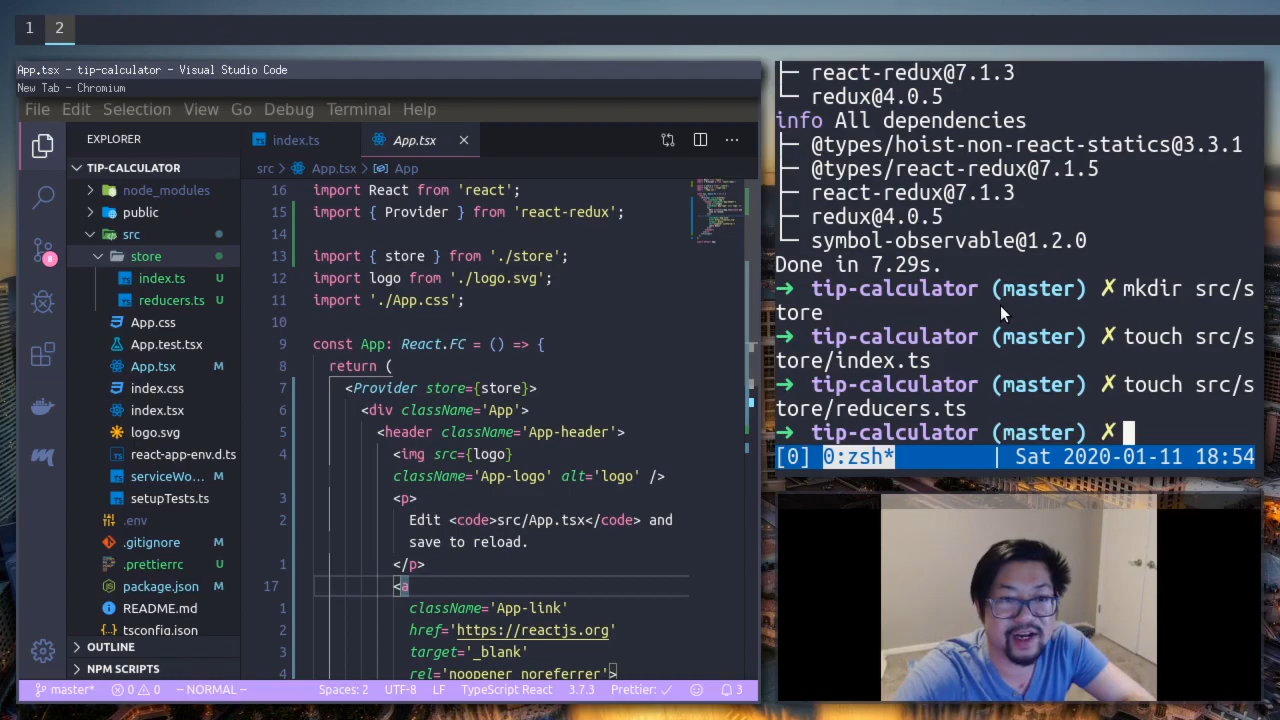 1 2
App.tsx - tip-calculator - Visual Studio Code
New Tab - Chromium
File Edit Selection View Go Debug Terminal Help
EXPLORER
TIP-CALCULATOR
node_modules
public
src
store
index.ts U
reducers.ts U
App.css
App.test.tsx
App.tsx M
index.css
index.tsx
logo.svg
react-app-env.d.ts
serviceWo... M
setupTests.ts
.env
.gitignore M
.prettierrc
package.json M
README.md
tsconfig.json
OUTLINE
NPM SCRIPTS
index.ts App.tsx
src > App.tsx > App
16 import React from 'react';
15 import { Provider } from 'react-redux';
14
13 import { store } from './store';
12 import logo from './logo.svg';
11 import './App.css';
10
9 const App: React.FC = () => {
8 return (
7 <Provider store={store}>
6 <div className='App'>
5 <header className='App-header'>
4 <img src={logo}
className='App-logo' alt='logo' />
3 <p>
2 Edit <code>src/App.tsx</code> and
save to reload.
1 </p>
17 <a
1 className='App-link'
2 href='https://reactjs.org'
3 target='_blank'
4 rel='noopener noreferrer'>
master* 0 0 -- NORMAL -- Spaces: 2 UTF-8 LF TypeScript React 3.7.3 Prettier: ✓ 3
├─ react-redux@7.1.3
└─ redux@4.0.5
info All dependencies
├─ @types/hoist-non-react-statics@3.3.1
├─ @types/react-redux@7.1.5
├─ react-redux@7.1.3
├─ redux@4.0.5
└─ symbol-observable@1.2.0
Done in 7.29s.
➜ tip-calculator (master) ✗ mkdir src/s
tore
➜ tip-calculator (master) ✗ touch src/s
tore/index.ts
➜ tip-calculator (master) ✗ touch src/s
tore/reducers.ts
➜ tip-calculator (master) ✗
[0] 0:zsh* | Sat 2020-01-11 18:54